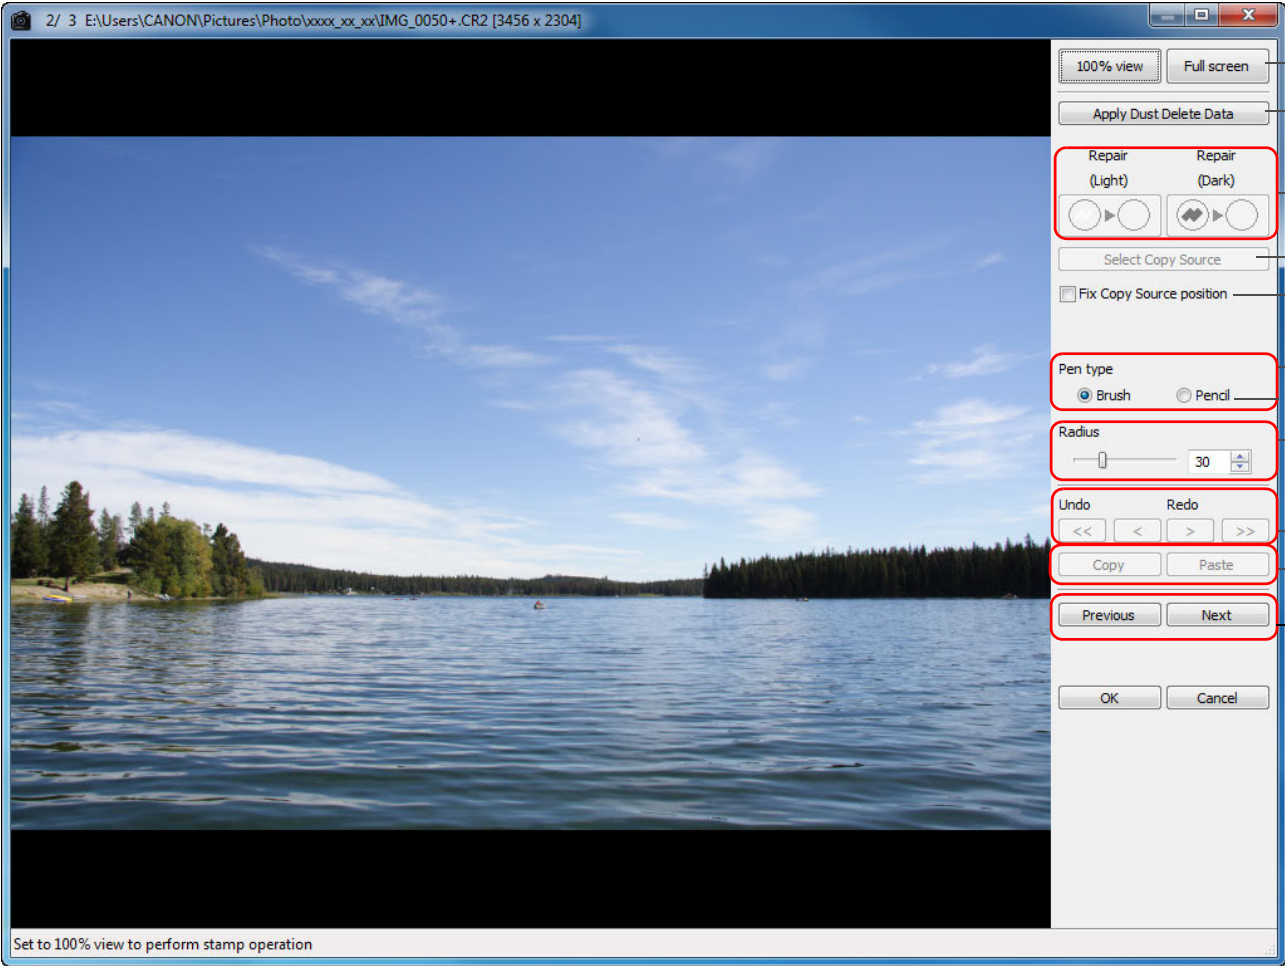 2/ 3 E:\Users\CANON\Pictures\Photo\xxxx_xx_xx\IMG_0050+.CR2 [3456 x 2304]
100% view Full screen
Apply Dust Delete Data
Repair Repair
(Light) (Dark)
Select Copy Source
Fix Copy Source position
Pen type
Brush Pencil
Radius
30
Undo Redo
<< < > >>
Copy Paste
Previous Next
OK Cancel
Set to 100% view to perform stamp operation